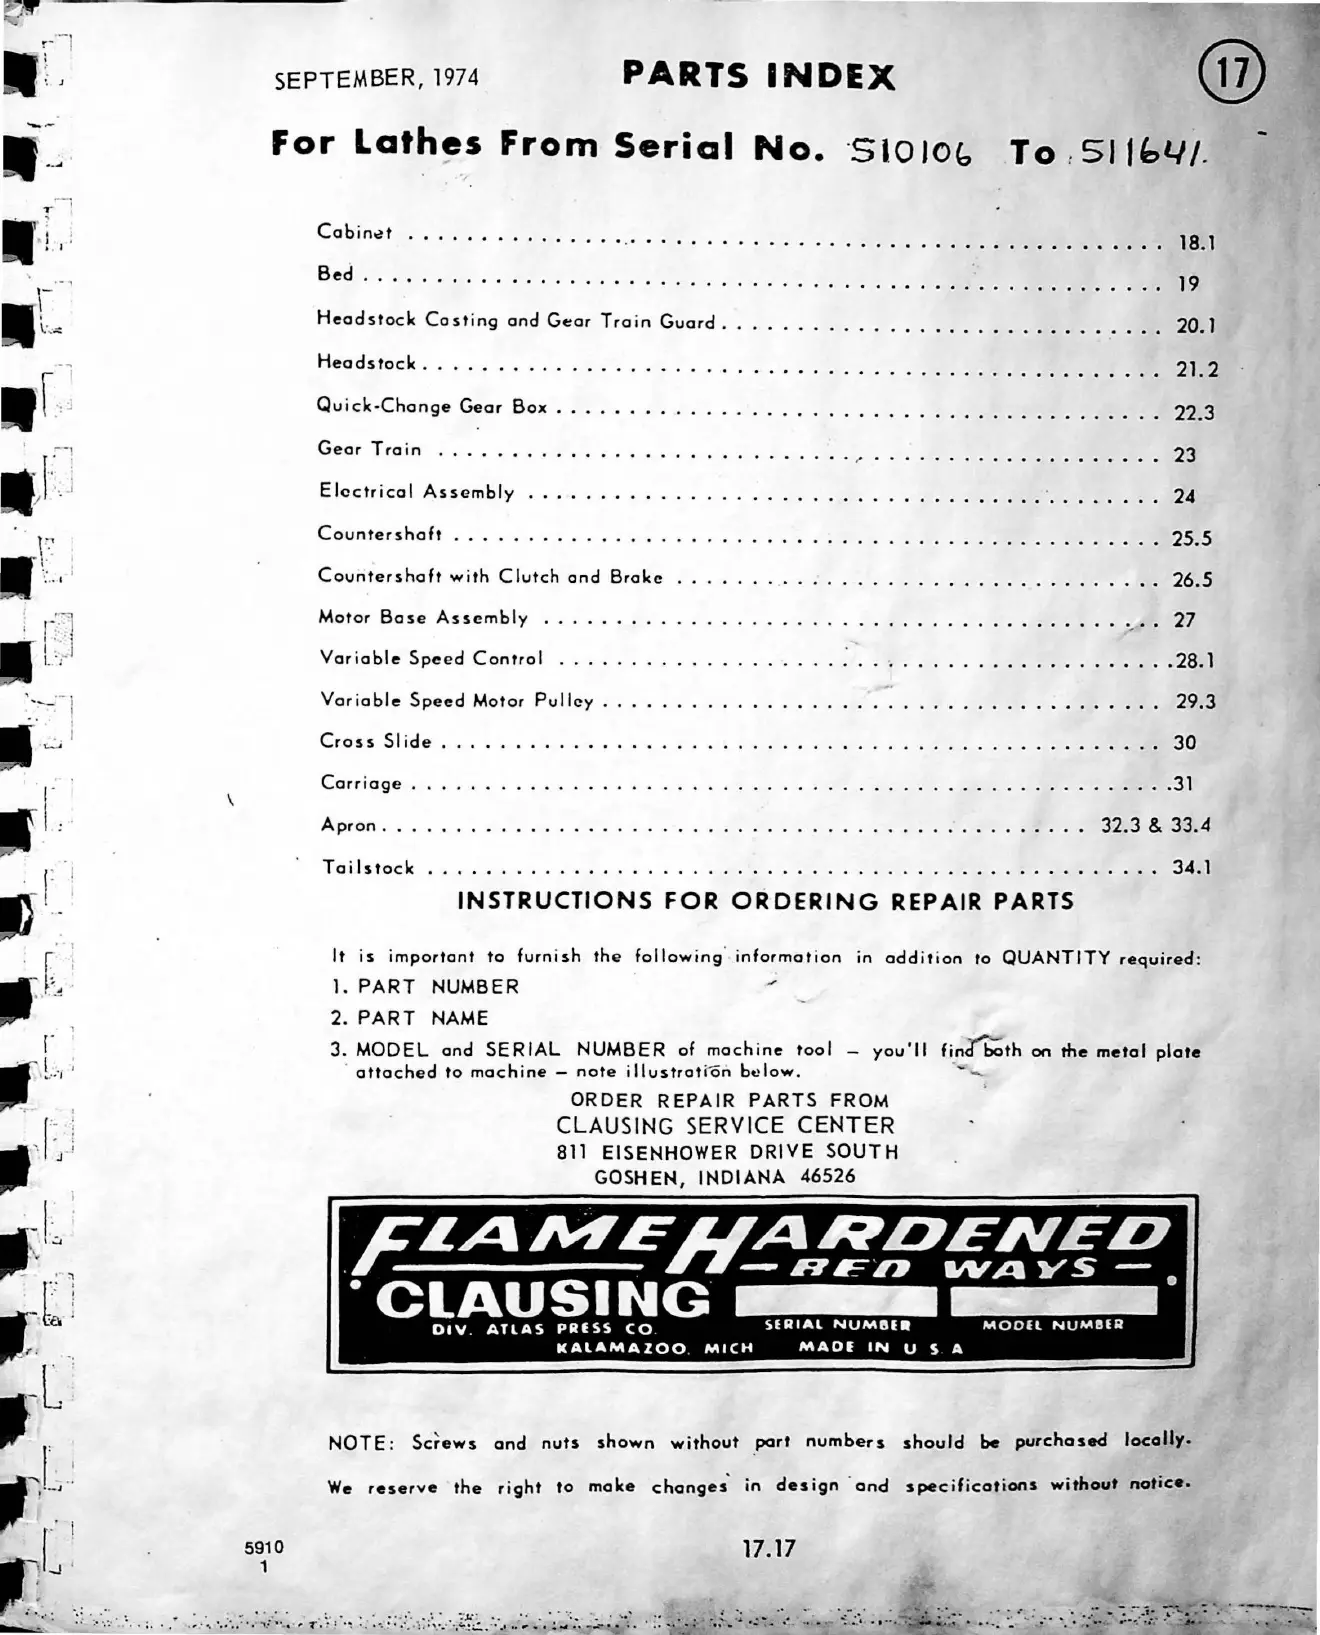 SEPTEMBER, 1974 PARTS INDEX 17
For Lathes From Serial No. 510106 To 511641.
Cabinet . . . . . . . . . . . . . . . . . . . . 18.1
Bed . . . . . . . . . . . . . . . . . . . . 19
Headstock Casting and Gear Train Guard . . . . . . . . . . . . . . . . . . . . 20.1
Headstock . . . . . . . . . . . . . . . . . . . . 21.2
Quick-Change Gear Box . . . . . . . . . . . . . . . . . . . . 22.3
Gear Train . . . . . . . . . . . . . . . . . . . . 23
Electrical Assembly . . . . . . . . . . . . . . . . . . . . 24
Countershaft . . . . . . . . . . . . . . . . . . . . 25.5
Countershaft with Clutch and Brake . . . . . . . . . . . . . . . . . . . . 26.5
Motor Base Assembly . . . . . . . . . . . . . . . . . . . . 27
Variable Speed Control . . . . . . . . . . . . . . . . . . . . 28.1
Variable Speed Motor Pulley . . . . . . . . . . . . . . . . . . . . 29.3
Cross Slide . . . . . . . . . . . . . . . . . . . . 30
Carriage . . . . . . . . . . . . . . . . . . . . 31
Apron . . . . . . . . . . . . . . . . . . . . 32.3 & 33.4
Tailstock . . . . . . . . . . . . . . . . . . . . 34.1
INSTRUCTIONS FOR ORDERING REPAIR PARTS
It is important to furnish the following information in addition to QUANTITY required:
1. PART NUMBER
2. PART NAME
3. MODEL and SERIAL NUMBER of machine tool – you'll find both on the metal plate
attached to machine – note illustration below.
ORDER REPAIR PARTS FROM
CLAUSING SERVICE CENTER
811 EISENHOWER DRIVE SOUTH
GOSHEN, INDIANA 46526
FLAMEHARDENED
— BED WAYS —
CLAUSING
DIV. ATLAS PRESS CO. SERIAL NUMBER MODEL NUMBER
KALAMAZOO, MICH MADE IN U S. A
NOTE: Screws and nuts shown without part numbers should be purchased locally.
We reserve the right to make changes in design and specifications without notice.
5910 17.17
1